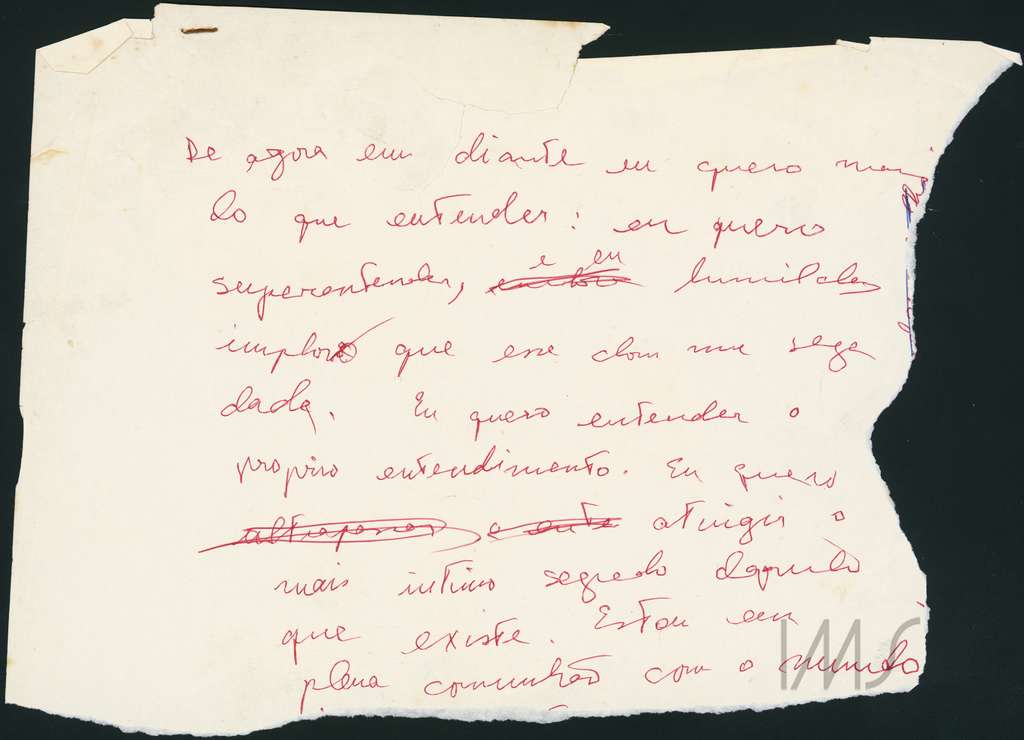 De agora em diante eu quero mais
do que entender: eu quero
superentender, e eu humildemente
imploro que esse dom me seja
dado. Eu quero entender o
próprio entendimento. Eu quero
ultrapassar o ente atingir o
mais íntimo segredo daquilo
que existe. Estou em
plena comunhão com o mundo
IMS